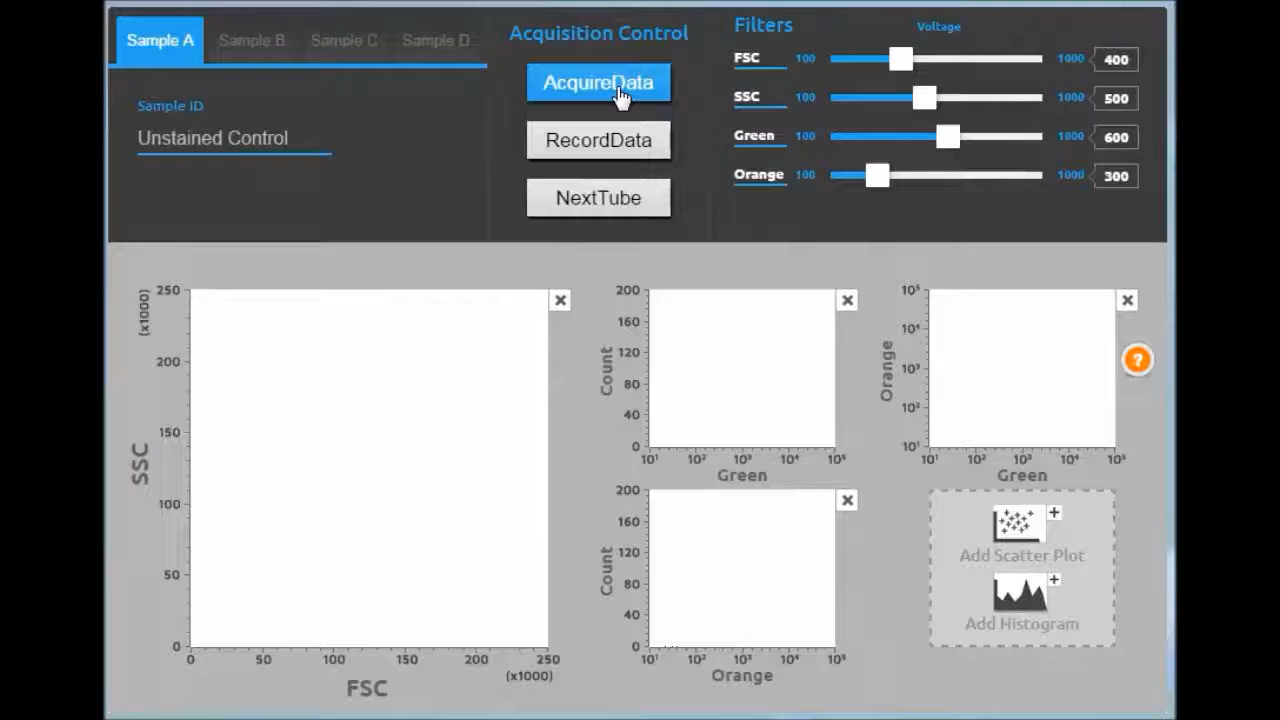 Sample A Sample B Sample C Sample D
Sample ID
Unstained Control
Acquisition Control
AcquireData
RecordData
NextTube
Filters
Voltage
FSC 100 1000 400
SSC 100 1000 500
Green 100 1000 600
Orange 100 1000 300
(x1000)
250
200
150
100
50
0
SSC
0 50 100 150 200 250
(x1000)
FSC
200
160
120
80
40
0
Count
10¹ 10² 10³ 10⁴ 10⁵
Green
10⁵
10⁴
10³
10²
10¹
Orange
10¹ 10² 10³ 10⁴ 10⁵
Green
?
200
160
120
80
40
0
Count
10¹ 10² 10³ 10⁴ 10⁵
Orange
Add Scatter Plot
Add Histogram